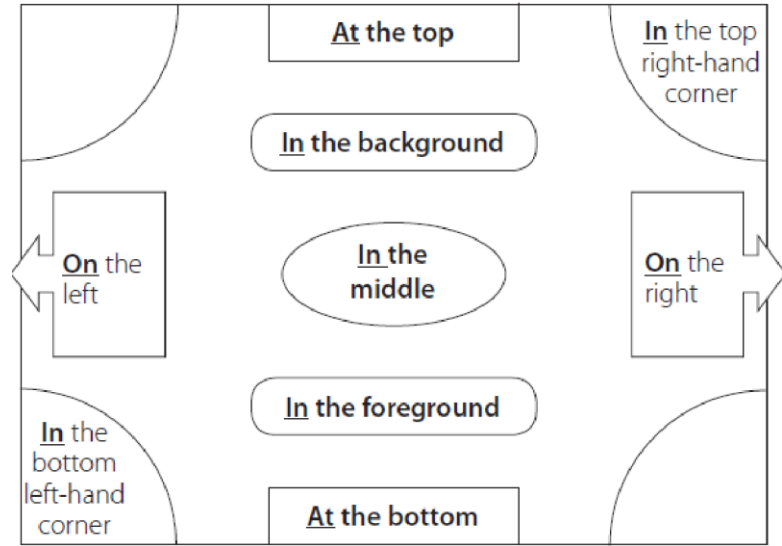 At the top
In the top
right-hand
corner
In the background
On the
left
In the
middle
On the
right
In the foreground
In the
bottom
left-hand
corner
At the bottom